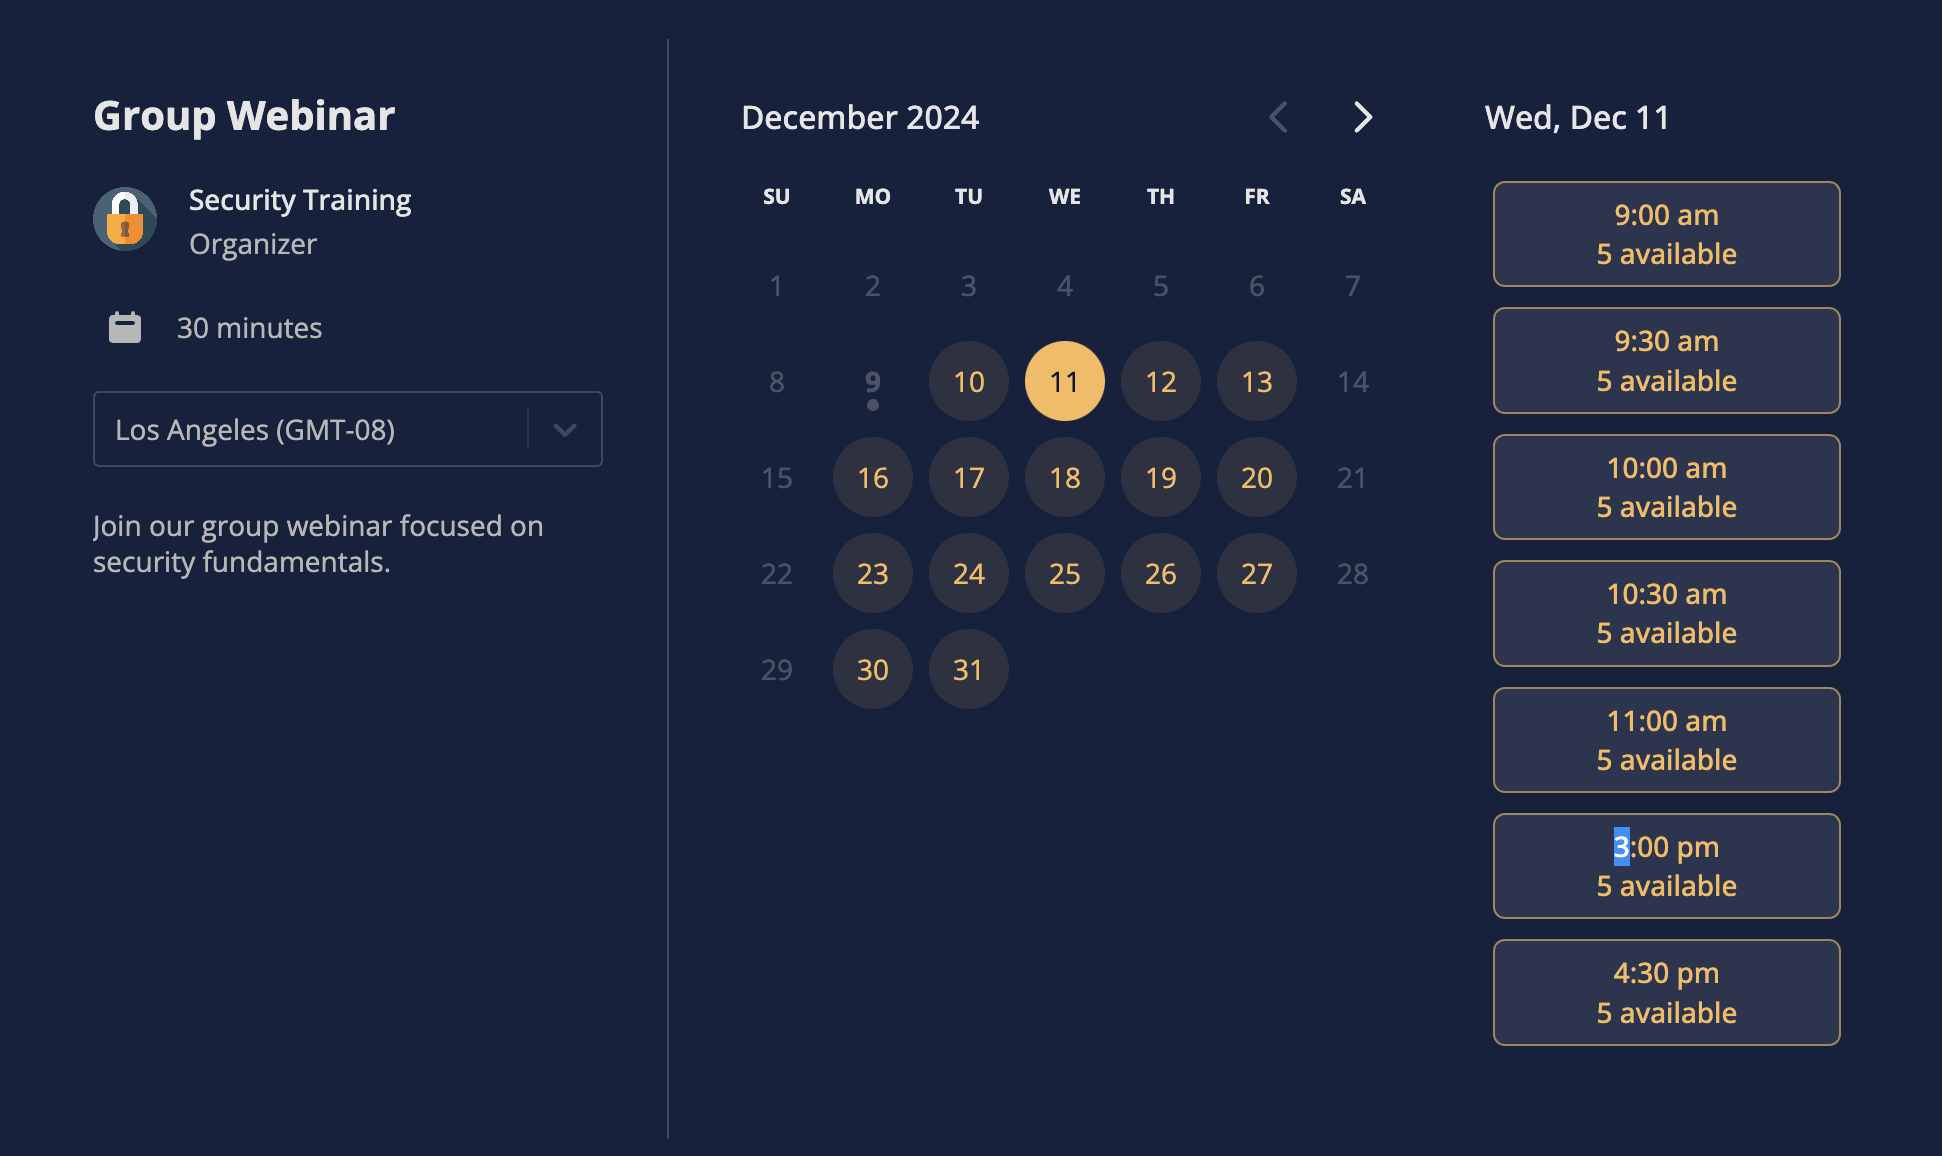 Group Webinar
Security Training
Organizer
30 minutes
Los Angeles (GMT-08)
Join our group webinar focused on
security fundamentals.
December 2024
SU MO TU WE TH FR SA
1 2 3 4 5 6 7
8 9 10 11 12 13 14
15 16 17 18 19 20 21
22 23 24 25 26 27 28
29 30 31
Wed, Dec 11
9:00 am
5 available
9:30 am
5 available
10:00 am
5 available
10:30 am
5 available
11:00 am
5 available
3:00 pm
5 available
4:30 pm
5 available